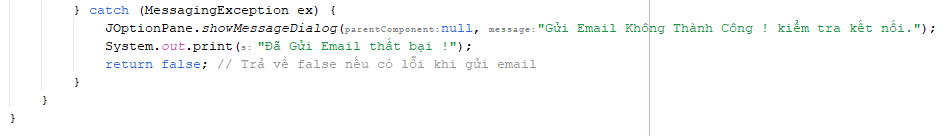 } catch (MessagingException ex) {
JOptionPane.showMessageDialog(parentComponent:null, message:"Gửi Email Không Thành Công ! kiểm tra kết nối.");
System.out.print(s: "Đã Gửi Email thất bại !");
return false; // Trả về false nếu có lỗi khi gửi email
}
}
}